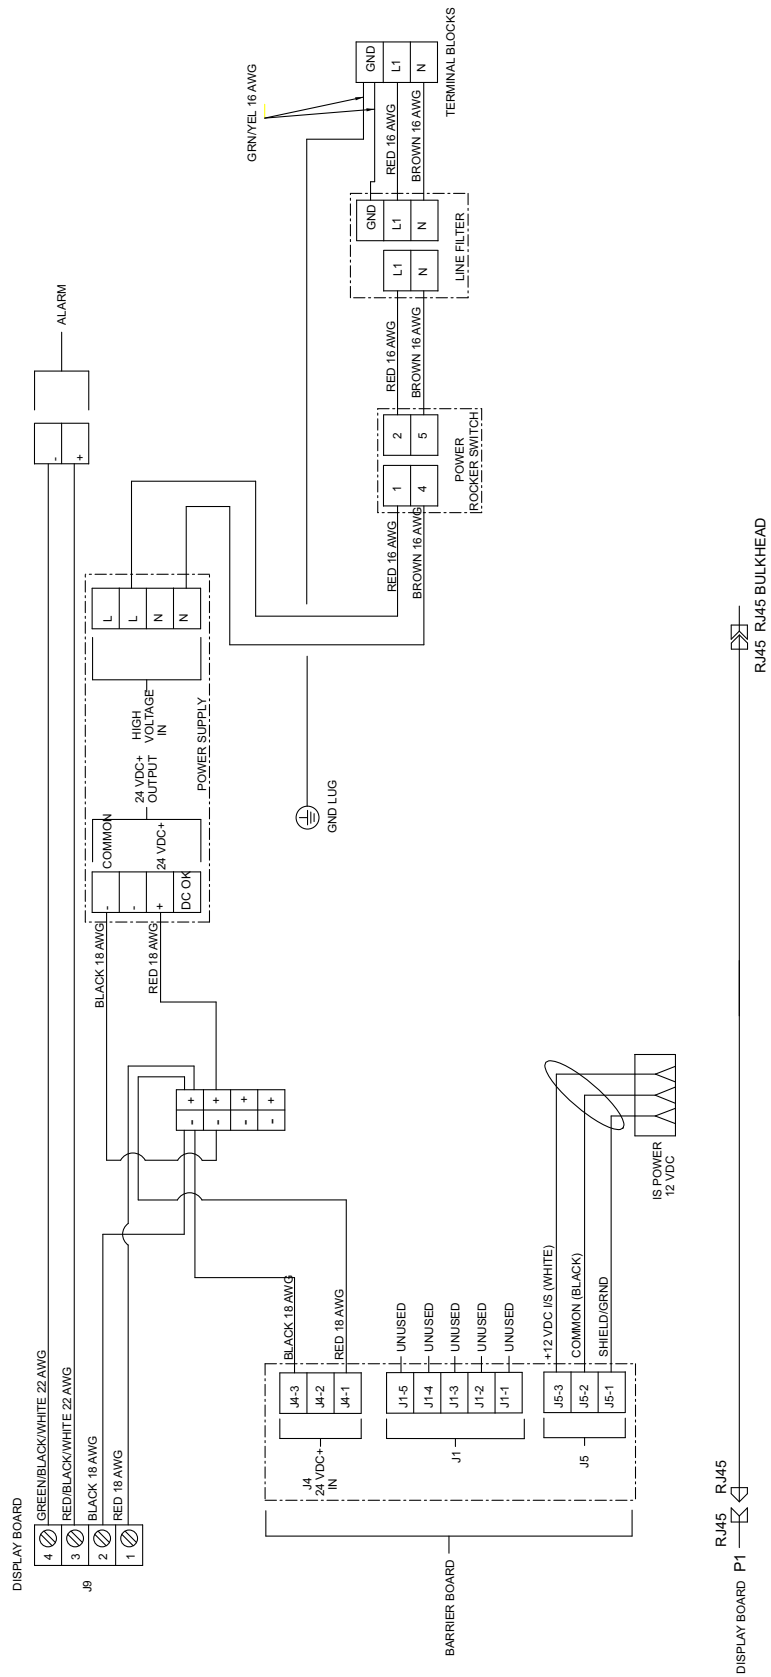 DISPLAY BOARD
J9
4
3
2
1
GREEN/BLACK/WHITE 22 AWG
RED/BLACK/WHITE 22 AWG
BLACK 18 AWG
RED 18 AWG
-
+
ALARM
BLACK 18 AWG
RED 18 AWG
-
-
+
DC OK
COMMON
24 VDC+
24 VDC+
OUTPUT
HIGH
VOLTAGE
IN
POWER SUPPLY
L
L
N
N
- +
- +
- +
- +
GND LUG
GRN/YEL 16 AWG
RED 16 AWG
BROWN 16 AWG
1
4
2
5
POWER
ROCKER SWITCH
RED 16 AWG
BROWN 16 AWG
L1
N
GND
L1
N
LINE FILTER
RED 16 AWG
BROWN 16 AWG
GND
L1
N
TERMINAL BLOCKS
BARRIER BOARD
J4
24 VDC+
IN
J4-3
J4-2
J4-1
BLACK 18 AWG
RED 18 AWG
J1
J1-5
J1-4
J1-3
J1-2
J1-1
UNUSED
UNUSED
UNUSED
UNUSED
UNUSED
J5
J5-3
J5-2
J5-1
+12 VDC I/S (WHITE)
COMMON (BLACK)
SHIELD/GRND
IS POWER
12 VDC
DISPLAY BOARD P1
RJ45
RJ45
RJ45 RJ45 BULKHEAD